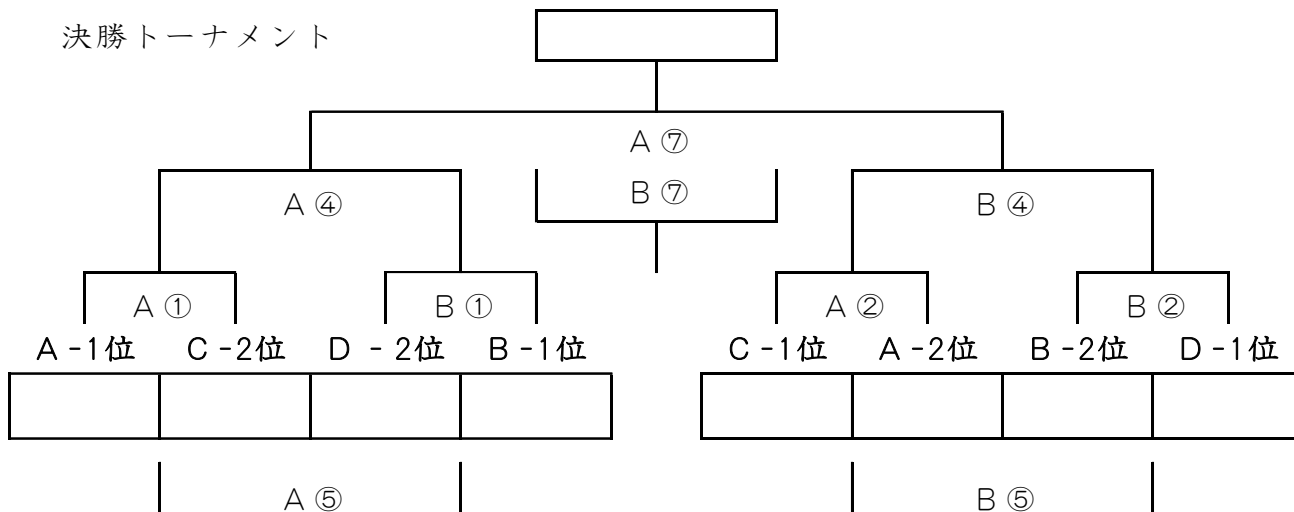 決勝トーナメント
A ⑦
B ⑦
A ④
B ④
A ①
B ①
A ②
B ②
A -1位 C -2位 D - 2位 B -1位 C -1位 A -2位 B -2位 D -1位
A ⑤
B ⑤